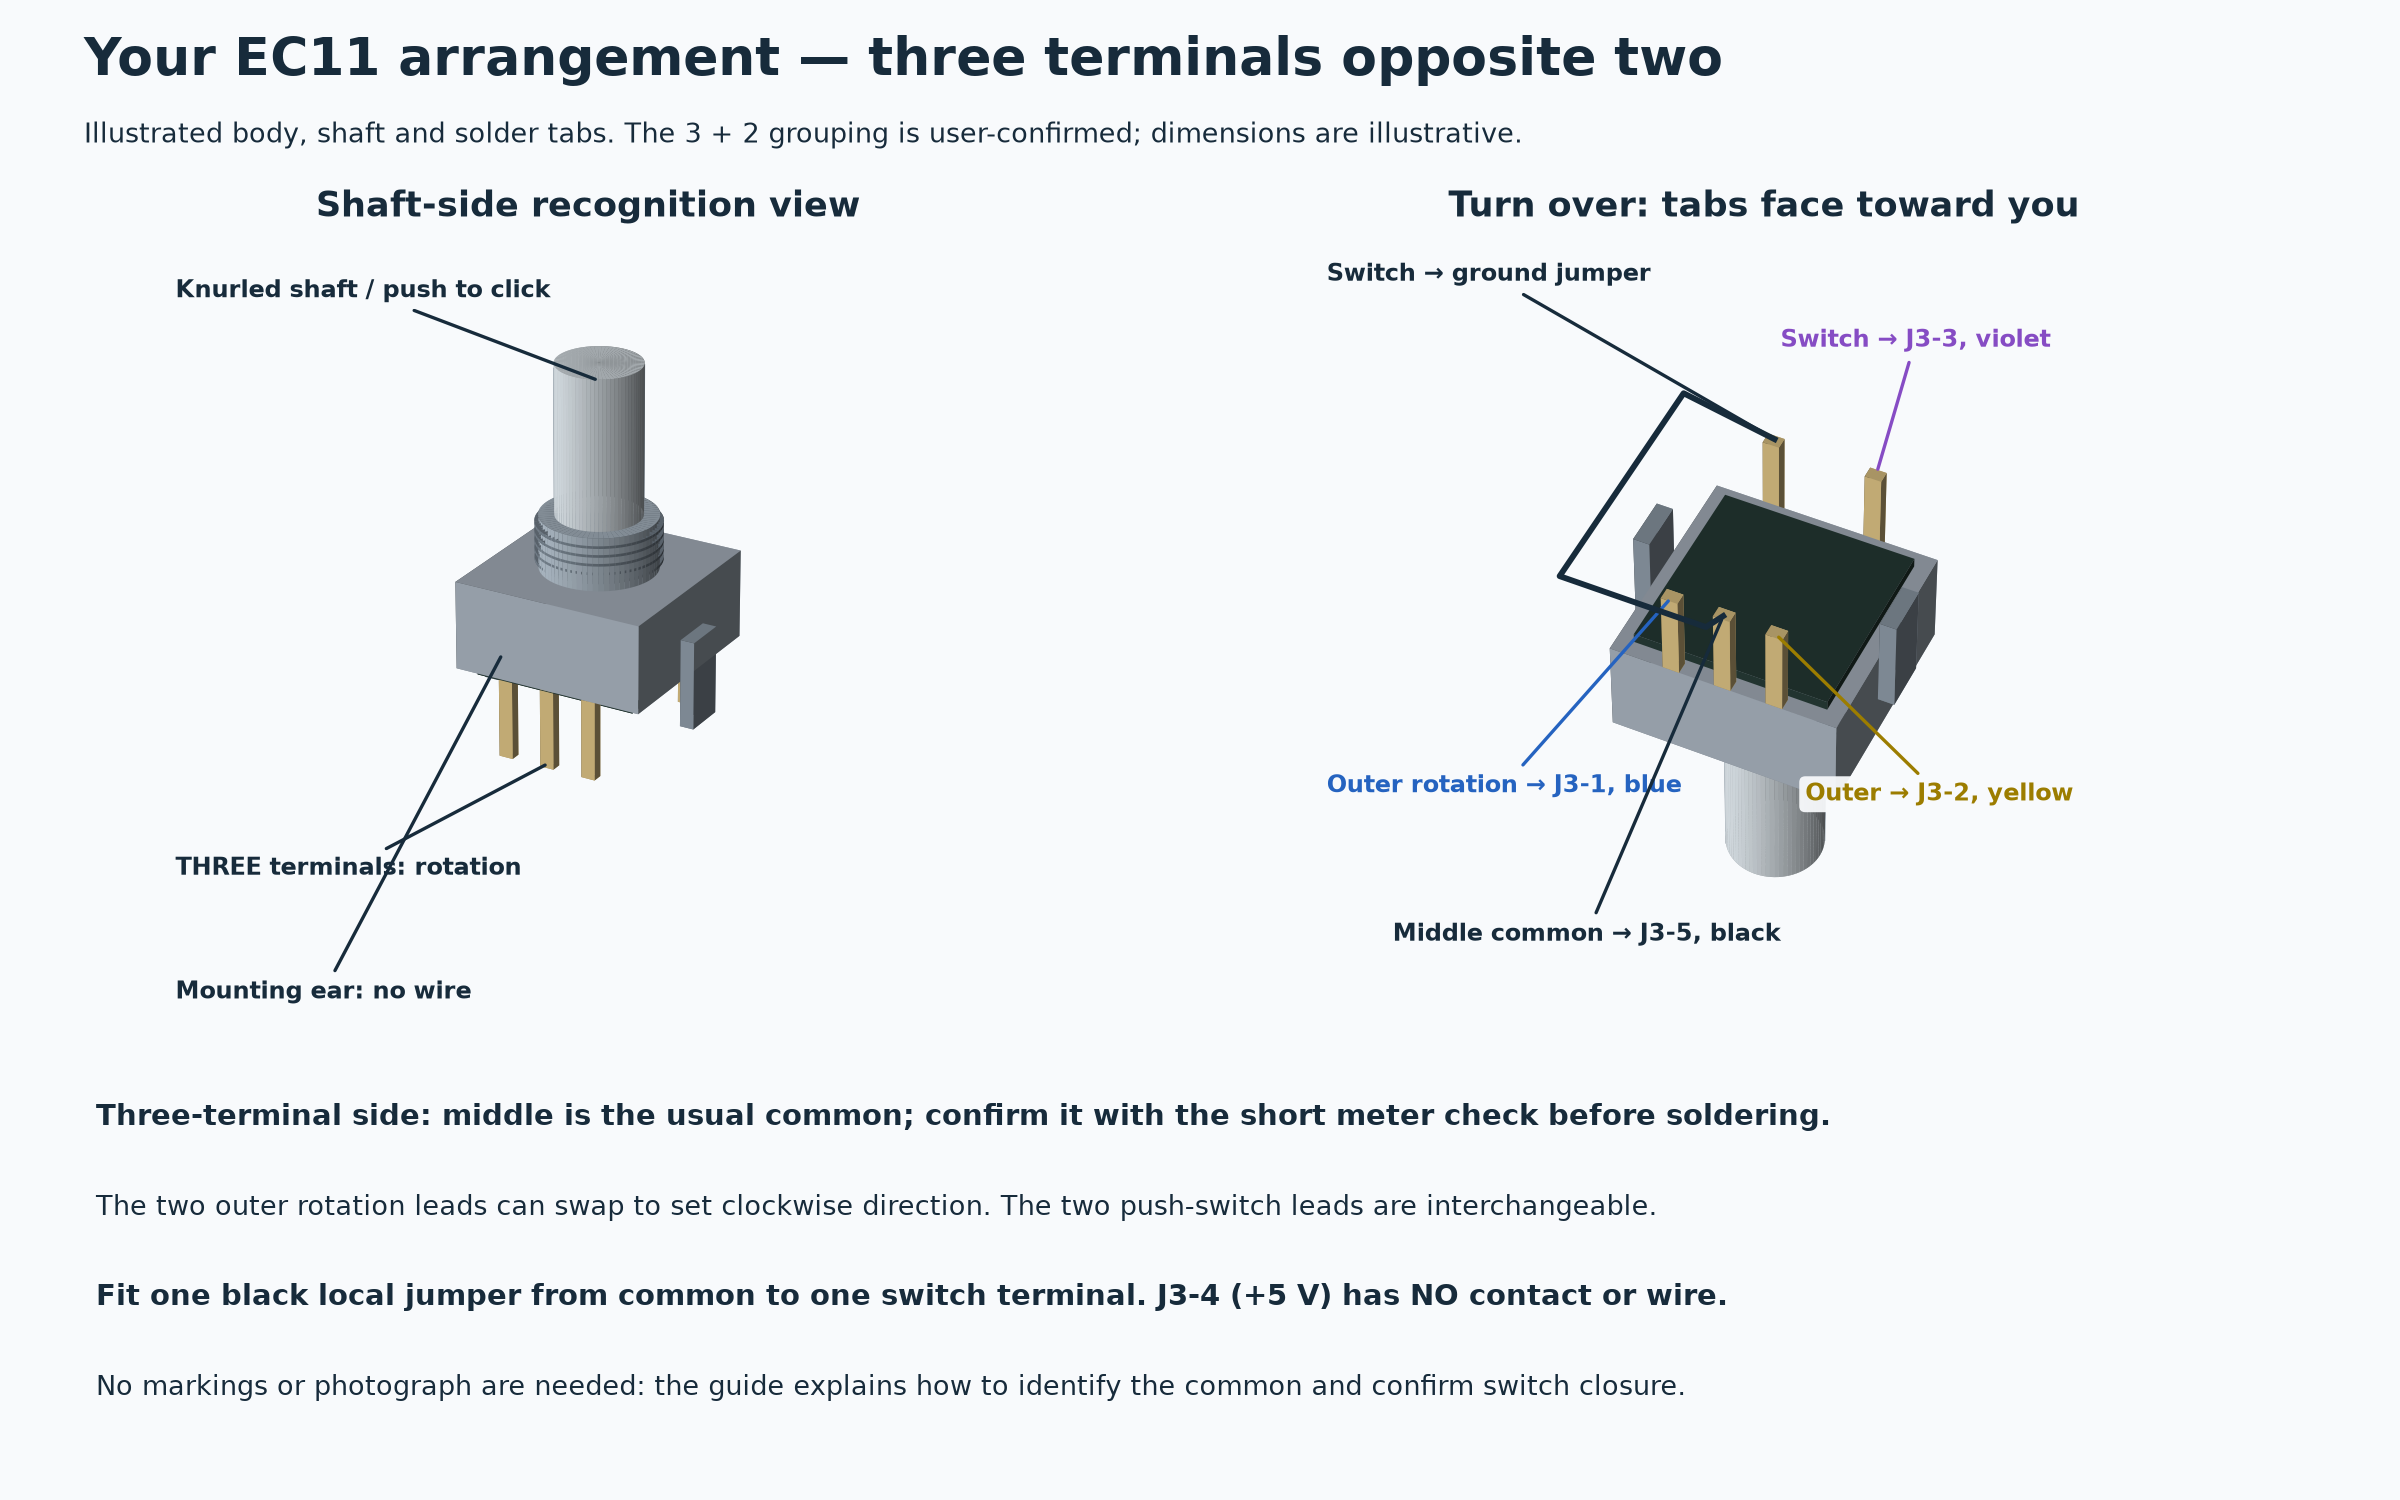 Your EC11 arrangement — three terminals opposite two
Illustrated body, shaft and solder tabs. The 3 + 2 grouping is user-confirmed; dimensions are illustrative.
Shaft-side recognition view
Knurled shaft / push to click
THREE terminals: rotation
Mounting ear: no wire
Turn over: tabs face toward you
Switch → ground jumper
Switch → J3-3, violet
Outer rotation → J3-1, blue
Outer → J3-2, yellow
Middle common → J3-5, black
Three-terminal side: middle is the usual common; confirm it with the short meter check before soldering.
The two outer rotation leads can swap to set clockwise direction. The two push-switch leads are interchangeable.
Fit one black local jumper from common to one switch terminal. J3-4 (+5 V) has NO contact or wire.
No markings or photograph are needed: the guide explains how to identify the common and confirm switch closure.